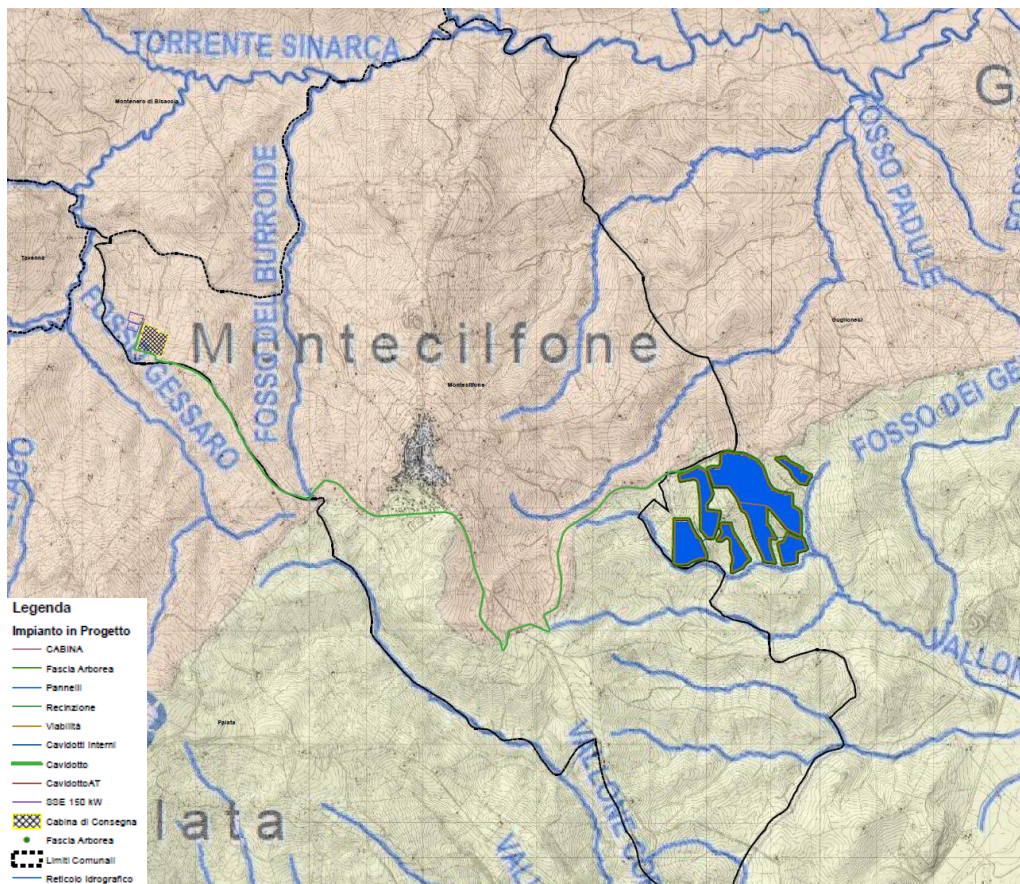 TORRENTE SINARCA
G
Montenero di Bisaccia
FOSSO PADULE
FOSSO DEL BURROIDE
Tavenna
FOSSO GESSARO
Guglionesi
Montecilfone
Montecilfone
FOSSO DEI GE
VALLON
Palata
lata
Legenda
Impianto in Progetto
CABINA
Fascia Arborea
Pannelli
Recinzione
Viabilità
Cavidotti Interni
Cavidotto
CavidottoAT
SSE 150 kW
Cabina di Consegna
Fascia Arborea
Limiti Comunali
Reticolo Idrografico